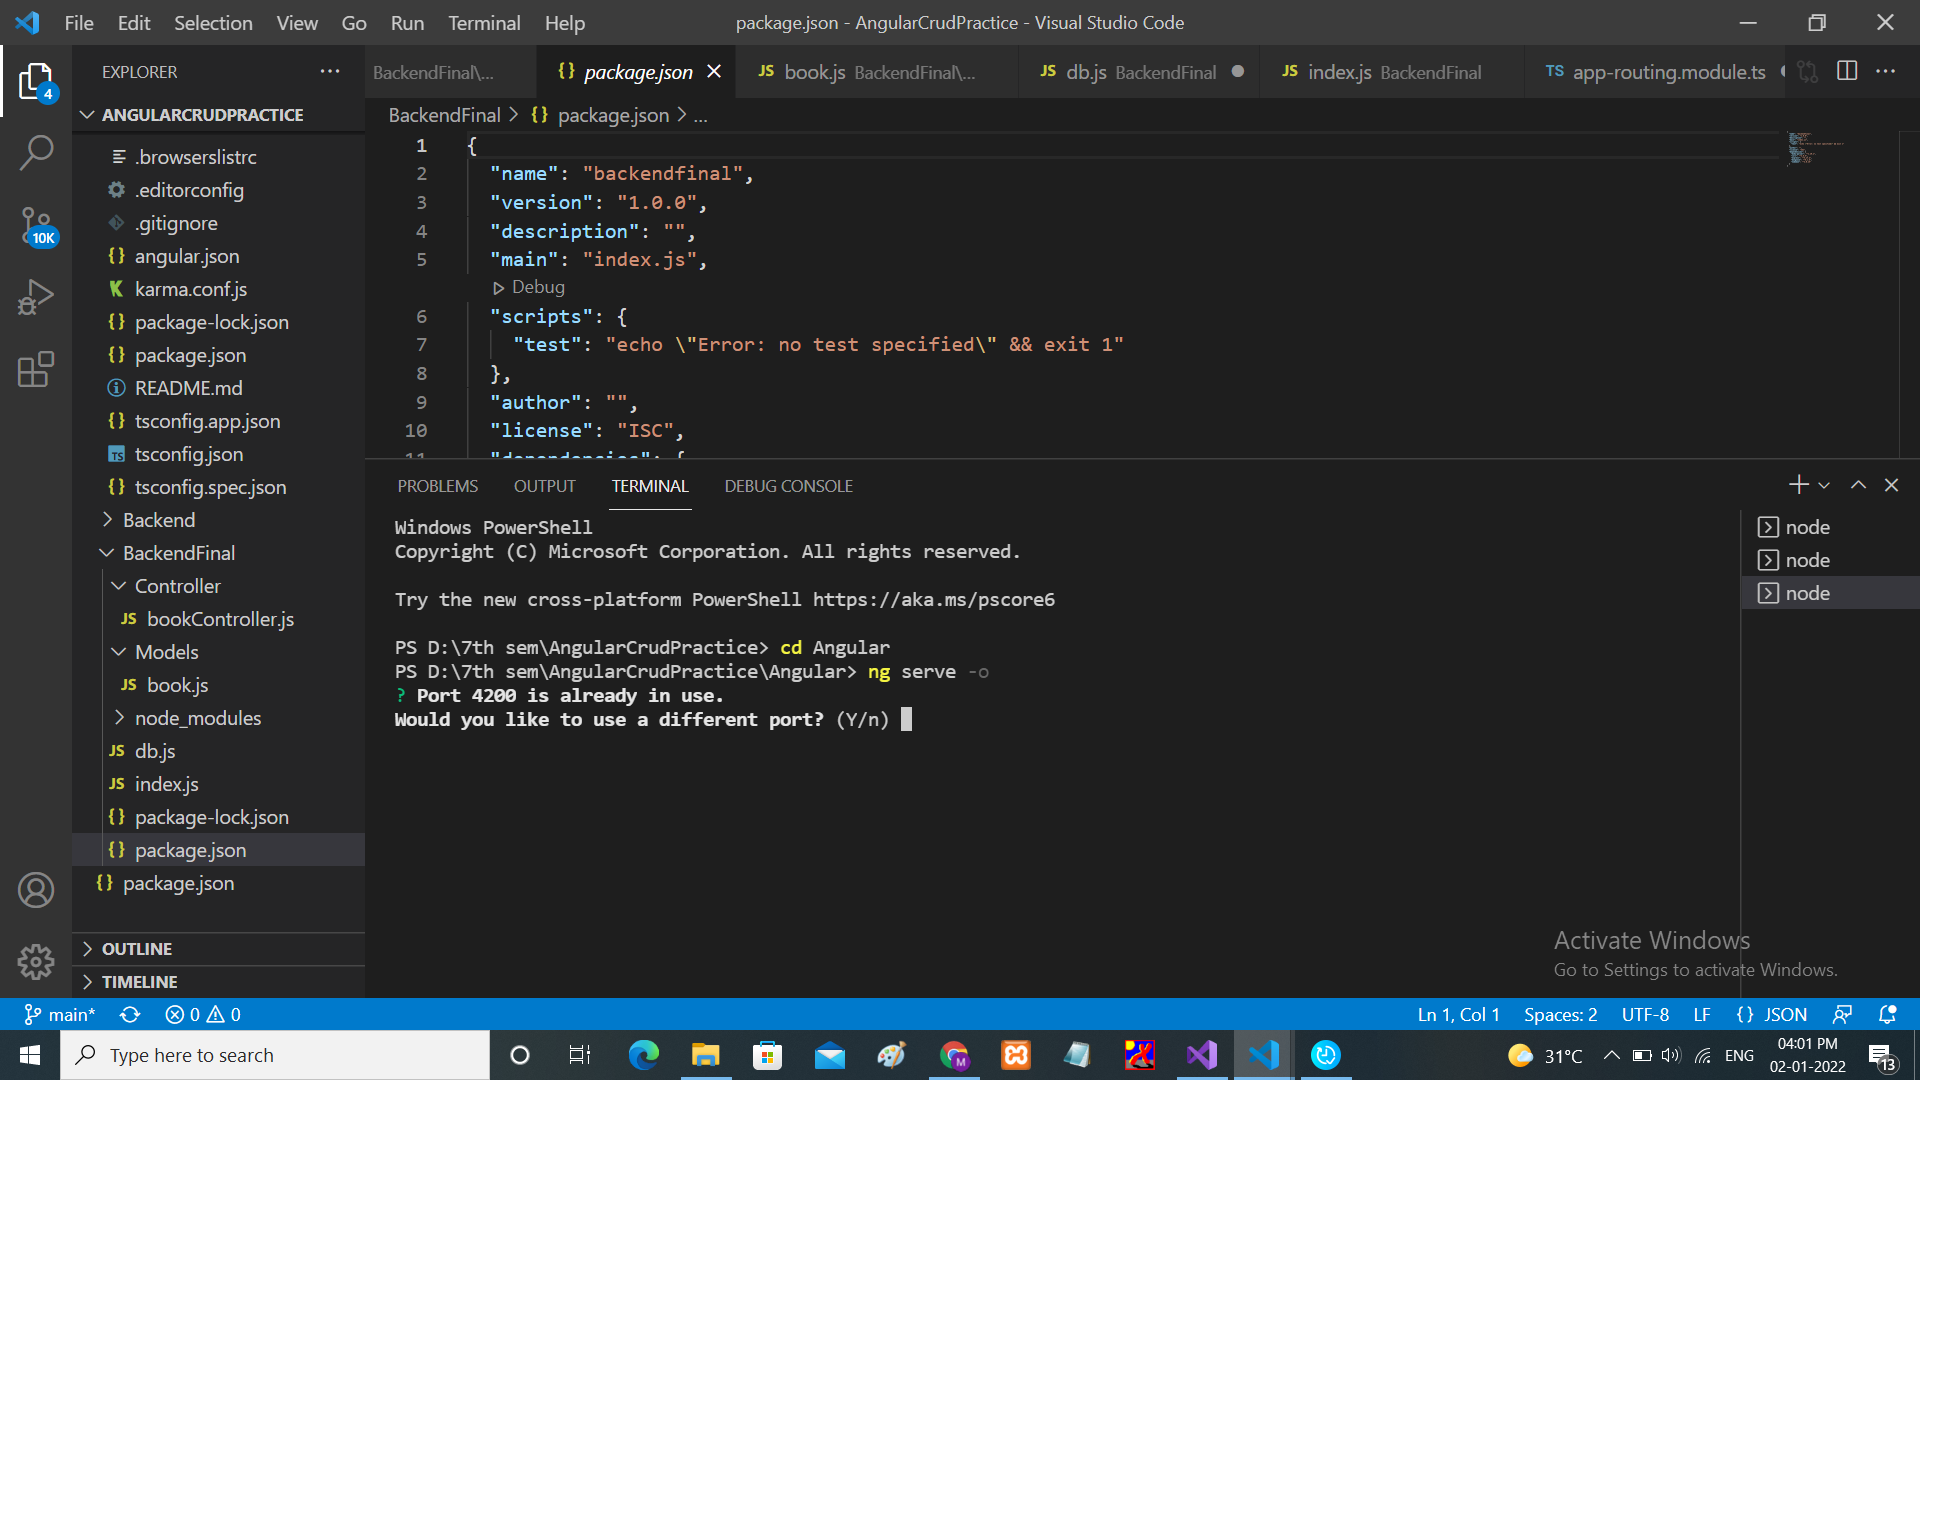 File Edit Selection View Go Run Terminal Help
package.json - AngularCrudPractice - Visual Studio Code
EXPLORER
BackendFinal\...
{} package.json
JS book.js BackendFinal\...
JS db.js BackendFinal
JS index.js BackendFinal
TS app-routing.module.ts
4
10K
ANGULARCRUDPRACTICE
.browserslistrc
.editorconfig
.gitignore
{} angular.json
karma.conf.js
{} package-lock.json
{} package.json
README.md
{} tsconfig.app.json
TS tsconfig.json
{} tsconfig.spec.json
Backend
BackendFinal
Controller
JS bookController.js
Models
JS book.js
node_modules
JS db.js
JS index.js
{} package-lock.json
{} package.json
{} package.json
OUTLINE
TIMELINE
BackendFinal > {} package.json > ...
1 {
2 "name": "backendfinal",
3 "version": "1.0.0",
4 "description": "",
5 "main": "index.js",
Debug
6 "scripts": {
7 "test": "echo \"Error: no test specified\" && exit 1"
8 },
9 "author": "",
10 "license": "ISC",
11 "dependencies": {
PROBLEMS OUTPUT TERMINAL DEBUG CONSOLE
Windows PowerShell
Copyright (C) Microsoft Corporation. All rights reserved.
Try the new cross-platform PowerShell https://aka.ms/pscore6
PS D:\7th sem\AngularCrudPractice> cd Angular
PS D:\7th sem\AngularCrudPractice\Angular> ng serve -o
? Port 4200 is already in use.
Would you like to use a different port? (Y/n)
node
node
node
Activate Windows
Go to Settings to activate Windows.
main* 0 0
Ln 1, Col 1 Spaces: 2 UTF-8 LF {} JSON
Type here to search
M
31°C
ENG
04:01 PM
02-01-2022
13